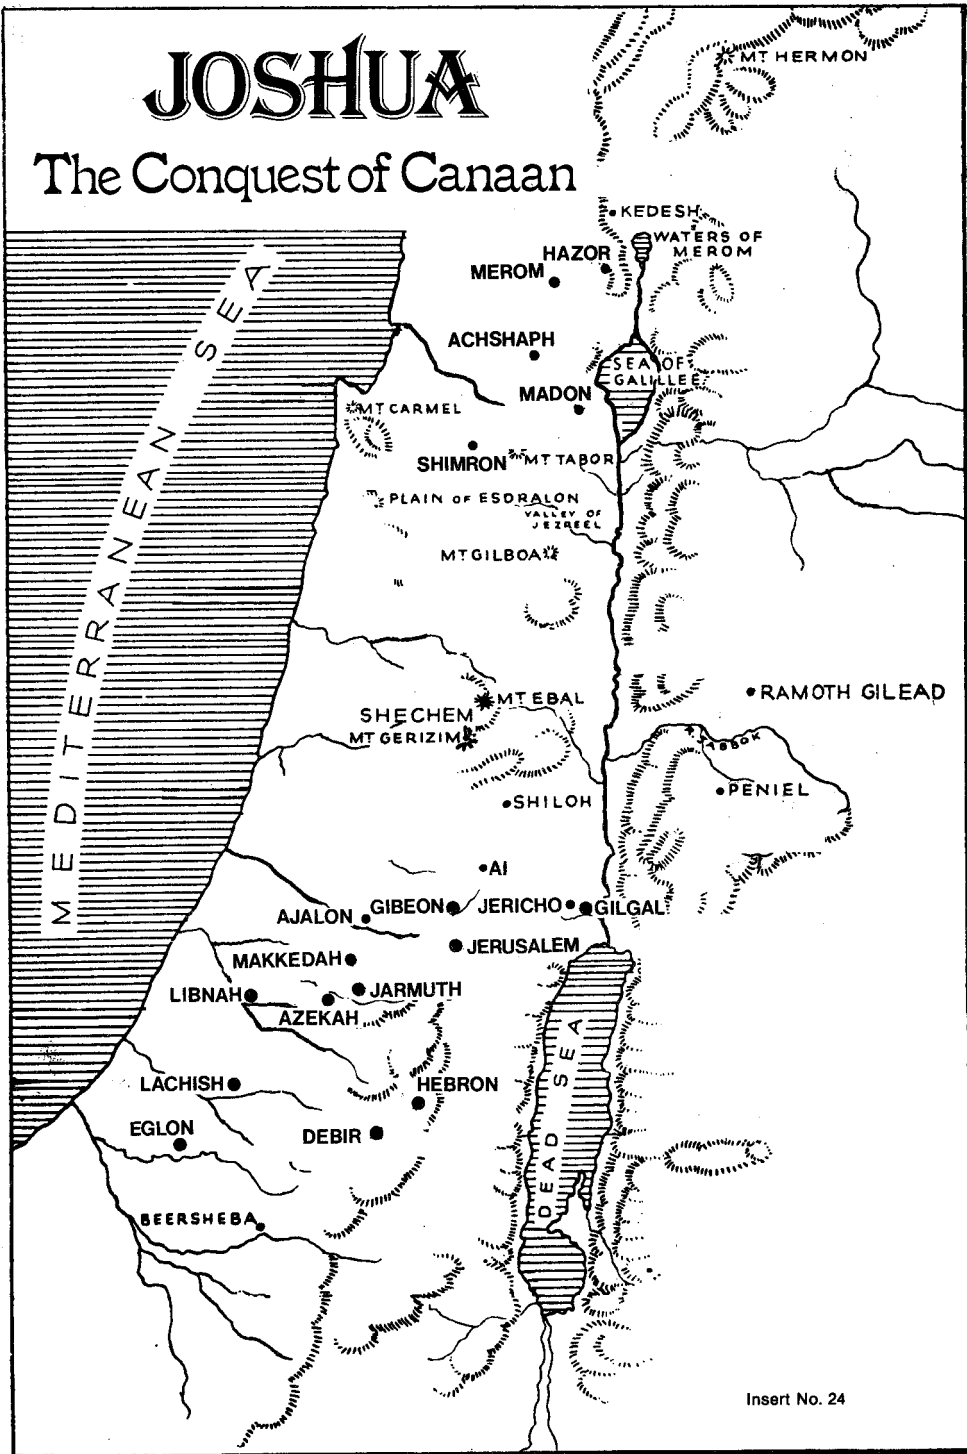 JOSHUA
The Conquest of Canaan
MT HERMON
KEDESH
WATERS OF
MEROM
HAZOR
MEROM
MEDITERRANEAN SEA
ACHSHAPH
SEA OF
GALILLEE
MADON
MT CARMEL
SHIMRON
MT TABOR
PLAIN OF ESDRALON
VALLEY OF
JEZREEL
MT GILBOA
RAMOTH GILEAD
MT EBAL
SHECHEM
MT GERIZIM
R. JABBOK
PENIEL
SHILOH
AI
AJALON
GIBEON
JERICHO
GILGAL
JERUSALEM
MAKKEDAH
LIBNAH
JARMUTH
AZEKAH
DEAD SEA
LACHISH
HEBRON
EGLON
DEBIR
BEERSHEBA
Insert No. 24